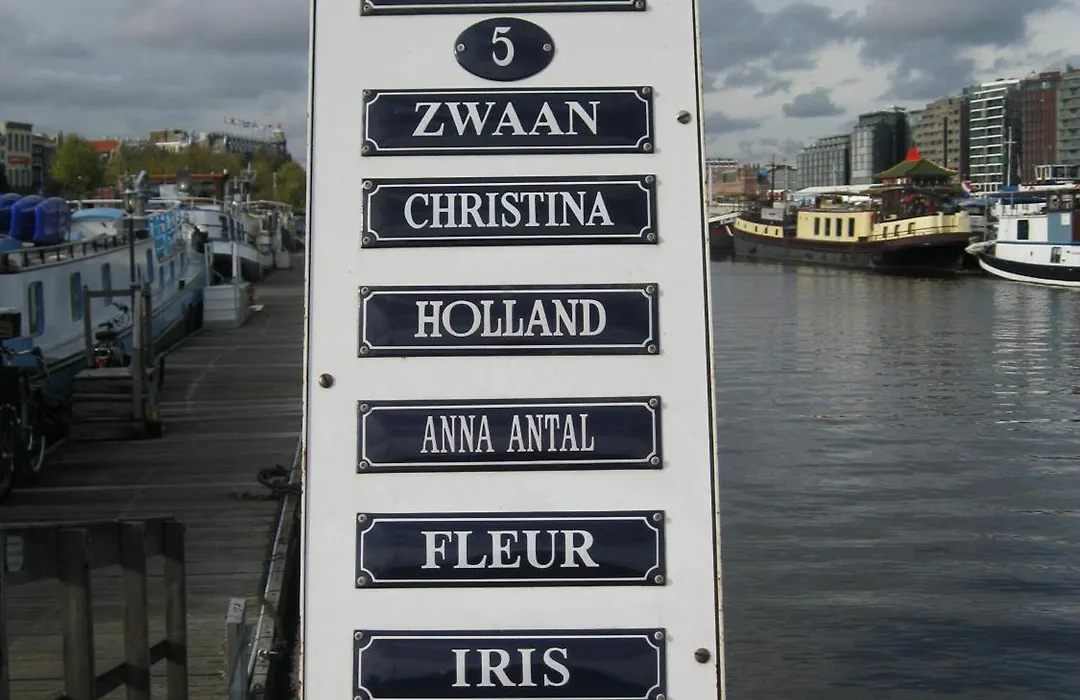 5
ZWAAN
CHRISTINA
HOLLAND
ANNA ANTAL
FLEUR
IRIS